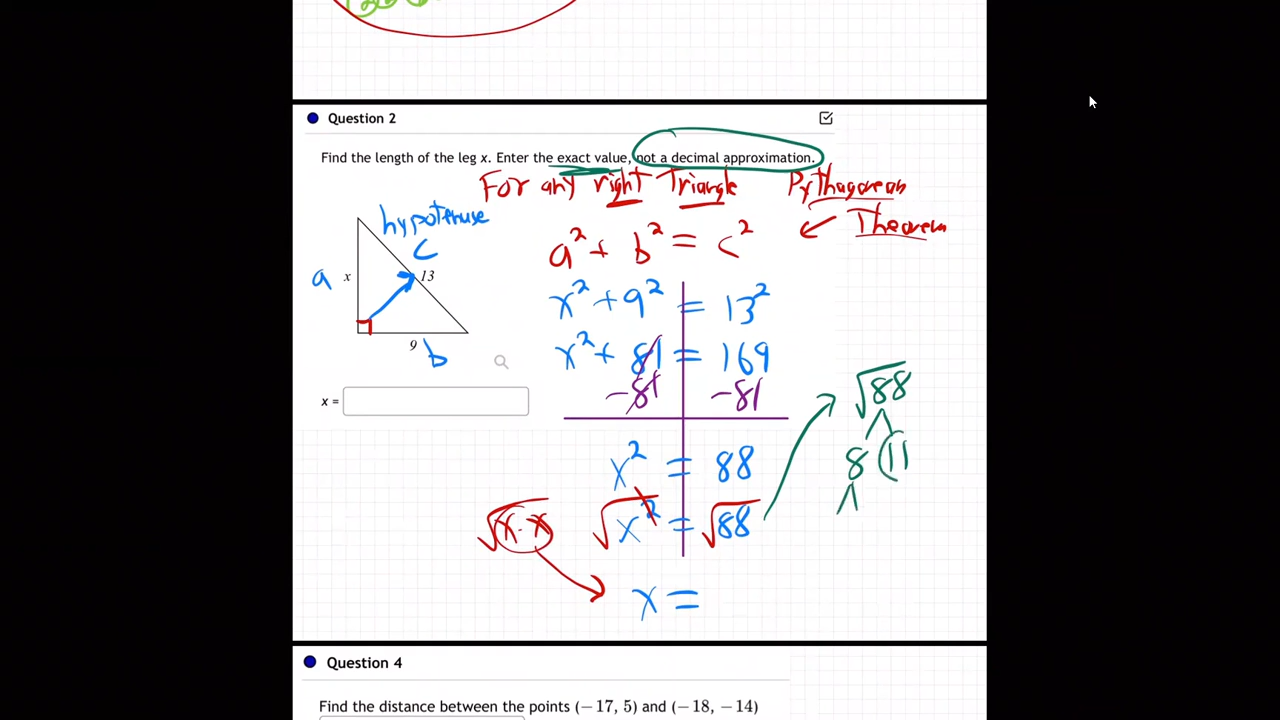 Question 2
Find the length of the leg x. Enter the exact value, not a decimal approximation.
For any right Triangle Pythagorean
Theorem
hypotenuse
c
a² + b² = c²
a x 13
x² + 9² = 13²
9 b
x² + 81 = 169
-81 -81
x =
√88
8 11
x² = 88
√x·x √x² = √88
x =
Question 4
Find the distance between the points (−17, 5) and (−18, −14)